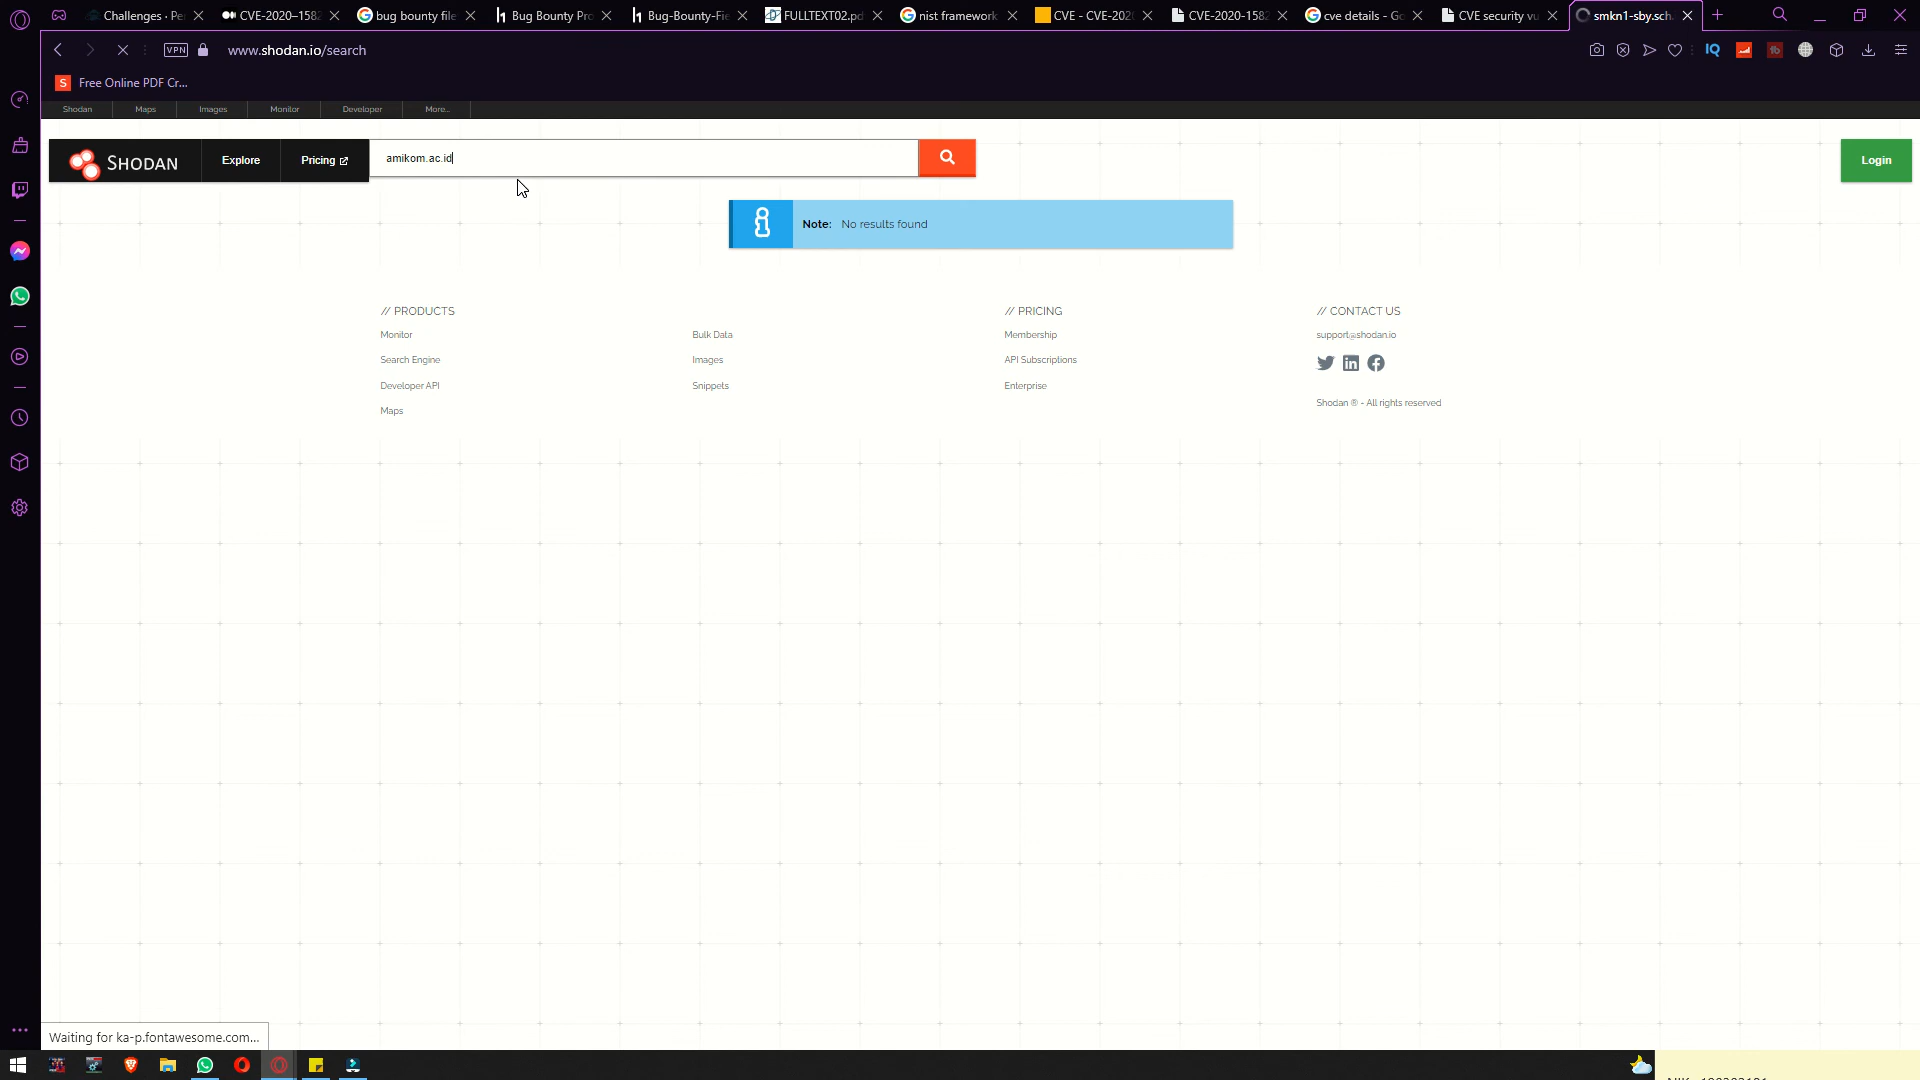 Challenges · Pe
CVE-2020–158
bug bounty file
Bug Bounty Pro
Bug-Bounty-Fie
FULLTEXT02.pd
nist framework
CVE - CVE-202
CVE-2020-158
cve details - Go
CVE security vu
smkn1-sby.sch.
VPN
www.shodan.io/search
IQ
S
Free Online PDF Cr...
Shodan
Maps
Images
Monitor
Developer
More...
SHODAN
Explore
Pricing
amikom.ac.id
Login
Note: No results found
// PRODUCTS
Monitor
Search Engine
Developer API
Maps
Bulk Data
Images
Snippets
// PRICING
Membership
API Subscriptions
Enterprise
// CONTACT US
support@shodan.io
Shodan ® - All rights reserved
Waiting for ka-p.fontawesome.com...